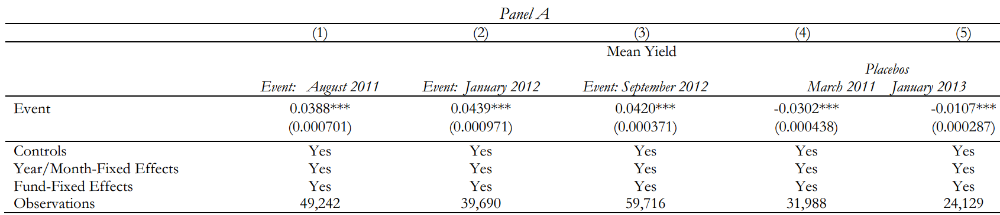 Panel A
(1) (2) (3) (4) (5)
Mean Yield
Placebos
Event: August 2011 Event: January 2012 Event: September 2012 March 2011 January 2013
Event 0.0388*** 0.0439*** 0.0420*** -0.0302*** -0.0107***
(0.000701) (0.000971) (0.000371) (0.000438) (0.000287)
Controls Yes Yes Yes Yes Yes
Year/Month-Fixed Effects Yes Yes Yes Yes Yes
Fund-Fixed Effects Yes Yes Yes Yes Yes
Observations 49,242 39,690 59,716 31,988 24,129